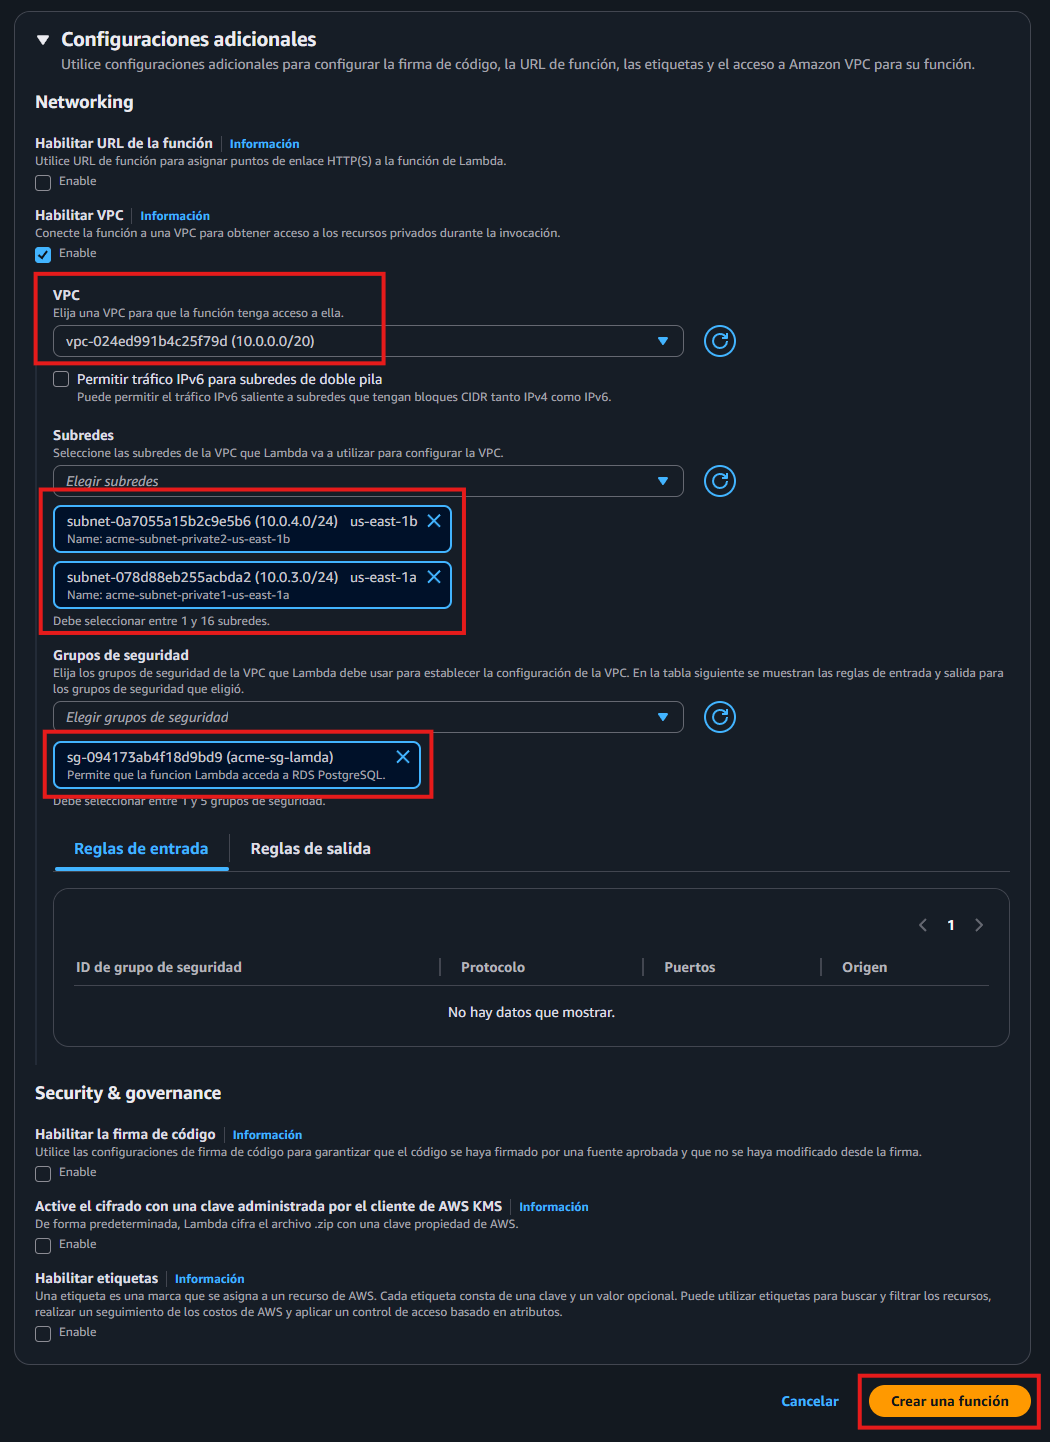 Configuraciones adicionales
Utilice configuraciones adicionales para configurar la firma de código, la URL de función, las etiquetas y el acceso a Amazon VPC para su función.
Networking
Habilitar URL de la función Información
Utilice URL de función para asignar puntos de enlace HTTP(S) a la función de Lambda.
Enable
Habilitar VPC Información
Conecte la función a una VPC para obtener acceso a los recursos privados durante la invocación.
Enable
VPC
Elija una VPC para que la función tenga acceso a ella.
vpc-024ed991b4c25f79d (10.0.0.0/20)
Permitir tráfico IPv6 para subredes de doble pila
Puede permitir el tráfico IPv6 saliente a subredes que tengan bloques CIDR tanto IPv4 como IPv6.
Subredes
Seleccione las subredes de la VPC que Lambda va a utilizar para configurar la VPC.
Elegir subredes
subnet-0a7055a15b2c9e5b6 (10.0.4.0/24) us-east-1b
Name: acme-subnet-private2-us-east-1b
subnet-078d88eb255acbda2 (10.0.3.0/24) us-east-1a
Name: acme-subnet-private1-us-east-1a
Debe seleccionar entre 1 y 16 subredes.
Grupos de seguridad
Elija los grupos de seguridad de la VPC que Lambda debe usar para establecer la configuración de la VPC. En la tabla siguiente se muestran las reglas de entrada y salida para
los grupos de seguridad que eligió.
Elegir grupos de seguridad
sg-094173ab4f18d9bd9 (acme-sg-lamda)
Permite que la funcion Lambda acceda a RDS PostgreSQL.
Debe seleccionar entre 1 y 5 grupos de seguridad.
Reglas de entrada Reglas de salida
1
ID de grupo de seguridad Protocolo Puertos Origen
No hay datos que mostrar.
Security & governance
Habilitar la firma de código Información
Utilice las configuraciones de firma de código para garantizar que el código se haya firmado por una fuente aprobada y que no se haya modificado desde la firma.
Enable
Active el cifrado con una clave administrada por el cliente de AWS KMS Información
De forma predeterminada, Lambda cifra el archivo .zip con una clave propiedad de AWS.
Enable
Habilitar etiquetas Información
Una etiqueta es una marca que se asigna a un recurso de AWS. Cada etiqueta consta de una clave y un valor opcional. Puede utilizar etiquetas para buscar y filtrar los recursos,
realizar un seguimiento de los costos de AWS y aplicar un control de acceso basado en atributos.
Enable
Cancelar Crear una función